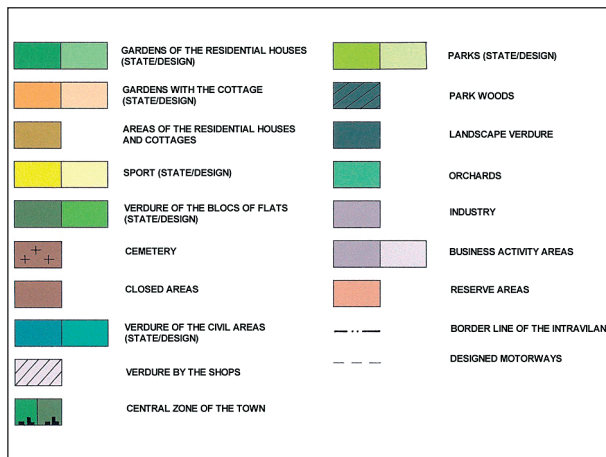 GARDENS OF THE RESIDENTIAL HOUSES
(STATE/DESIGN)
GARDENS WITH THE COTTAGE
(STATE/DESIGN)
AREAS OF THE RESIDENTIAL HOUSES
AND COTTAGES
SPORT (STATE/DESIGN)
VERDURE OF THE BLOCS OF FLATS
(STATE/DESIGN)
CEMETERY
CLOSED AREAS
VERDURE OF THE CIVIL AREAS
(STATE/DESIGN)
VERDURE BY THE SHOPS
CENTRAL ZONE OF THE TOWN
PARKS (STATE/DESIGN)
PARK WOODS
LANDSCAPE VERDURE
ORCHARDS
INDUSTRY
BUSINESS ACTIVITY AREAS
RESERVE AREAS
BORDER LINE OF THE INTRAVILAN
DESIGNED MOTORWAYS